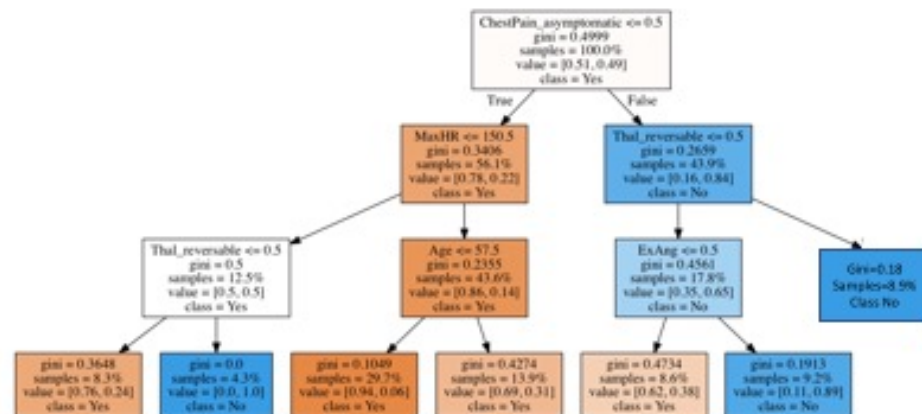 ChestPain_asymptomatic <= 0.5
gini = 0.4999
samples = 100.0%
value = [0.51, 0.49]
class = Yes
True
False
MaxHR <= 150.5
gini = 0.3406
samples = 56.1%
value = [0.78, 0.22]
class = Yes
Thal_reversable <= 0.5
gini = 0.2659
samples = 43.9%
value = [0.16, 0.84]
class = No
Thal_reversable <= 0.5
gini = 0.5
samples = 12.5%
value = [0.5, 0.5]
class = Yes
Age <= 57.5
gini = 0.2355
samples = 43.6%
value = [0.86, 0.14]
class = Yes
ExAng <= 0.5
gini = 0.4561
samples = 17.8%
value = [0.35, 0.65]
class = No
Gini=0.18
Samples=8.9%
Class No
gini = 0.3648
samples = 8.3%
value = [0.76, 0.24]
class = Yes
gini = 0.0
samples = 4.3%
value = [0.0, 1.0]
class = No
gini = 0.1049
samples = 29.7%
value = [0.94, 0.06]
class = Yes
gini = 0.4274
samples = 13.9%
value = [0.69, 0.31]
class = Yes
gini = 0.4734
samples = 8.6%
value = [0.62, 0.38]
class = Yes
gini = 0.1913
samples = 9.2%
value = [0.11, 0.89]
class = No